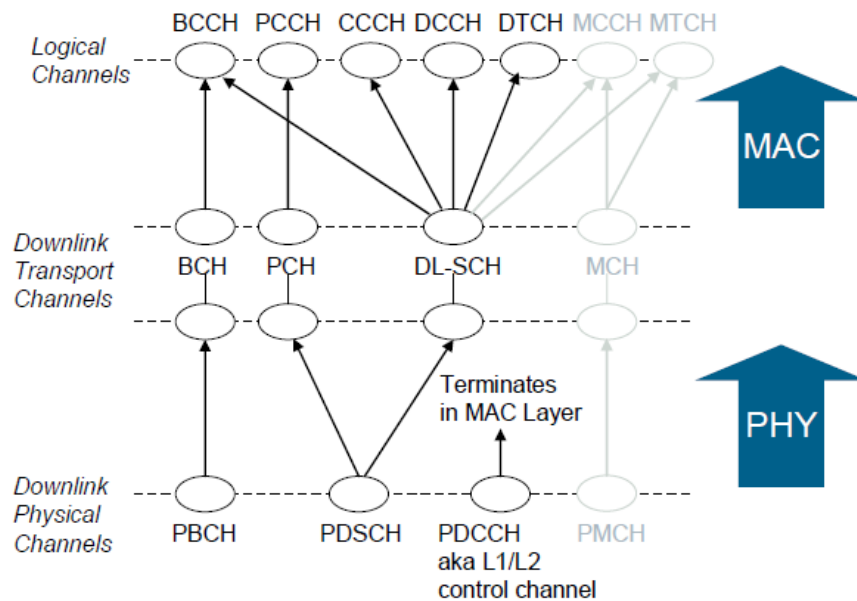 BCCH PCCH CCCH DCCH DTCH MCCH MTCH
Logical
Channels
MAC
Downlink
Transport
Channels
BCH PCH DL-SCH MCH
Terminates
in MAC Layer
PHY
Downlink
Physical
Channels
PBCH PDSCH PDCCH PMCH
aka L1/L2
control channel